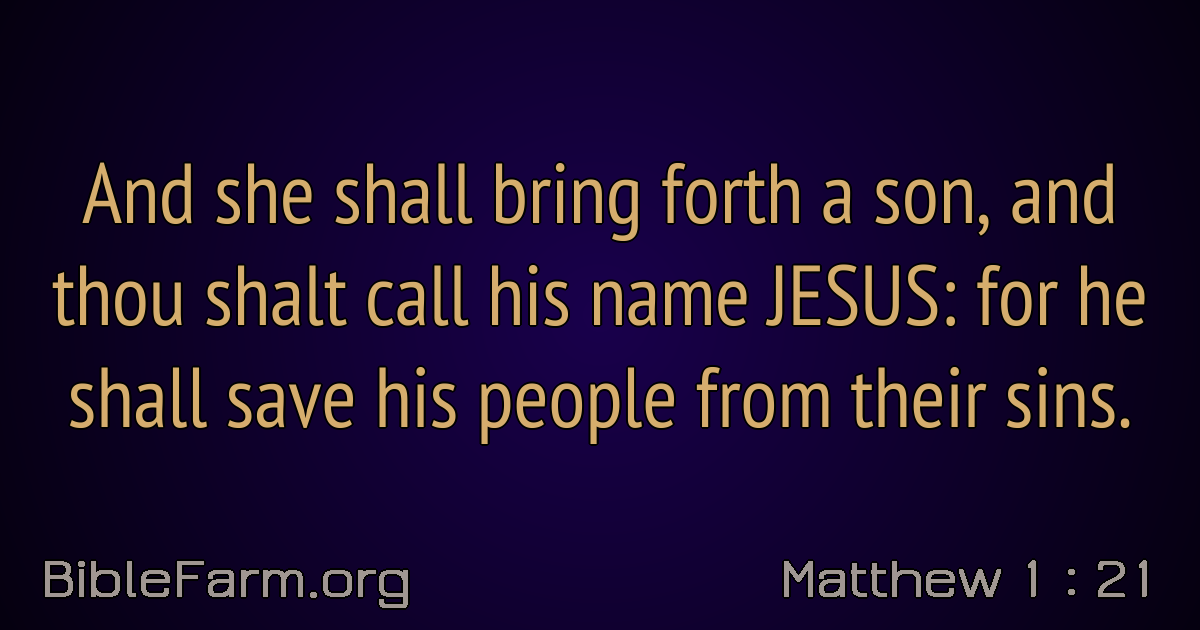 And she shall bring forth a son, and
thou shalt call his name JESUS: for he
shall save his people from their sins.
BibleFarm.org
Matthew 1 : 21